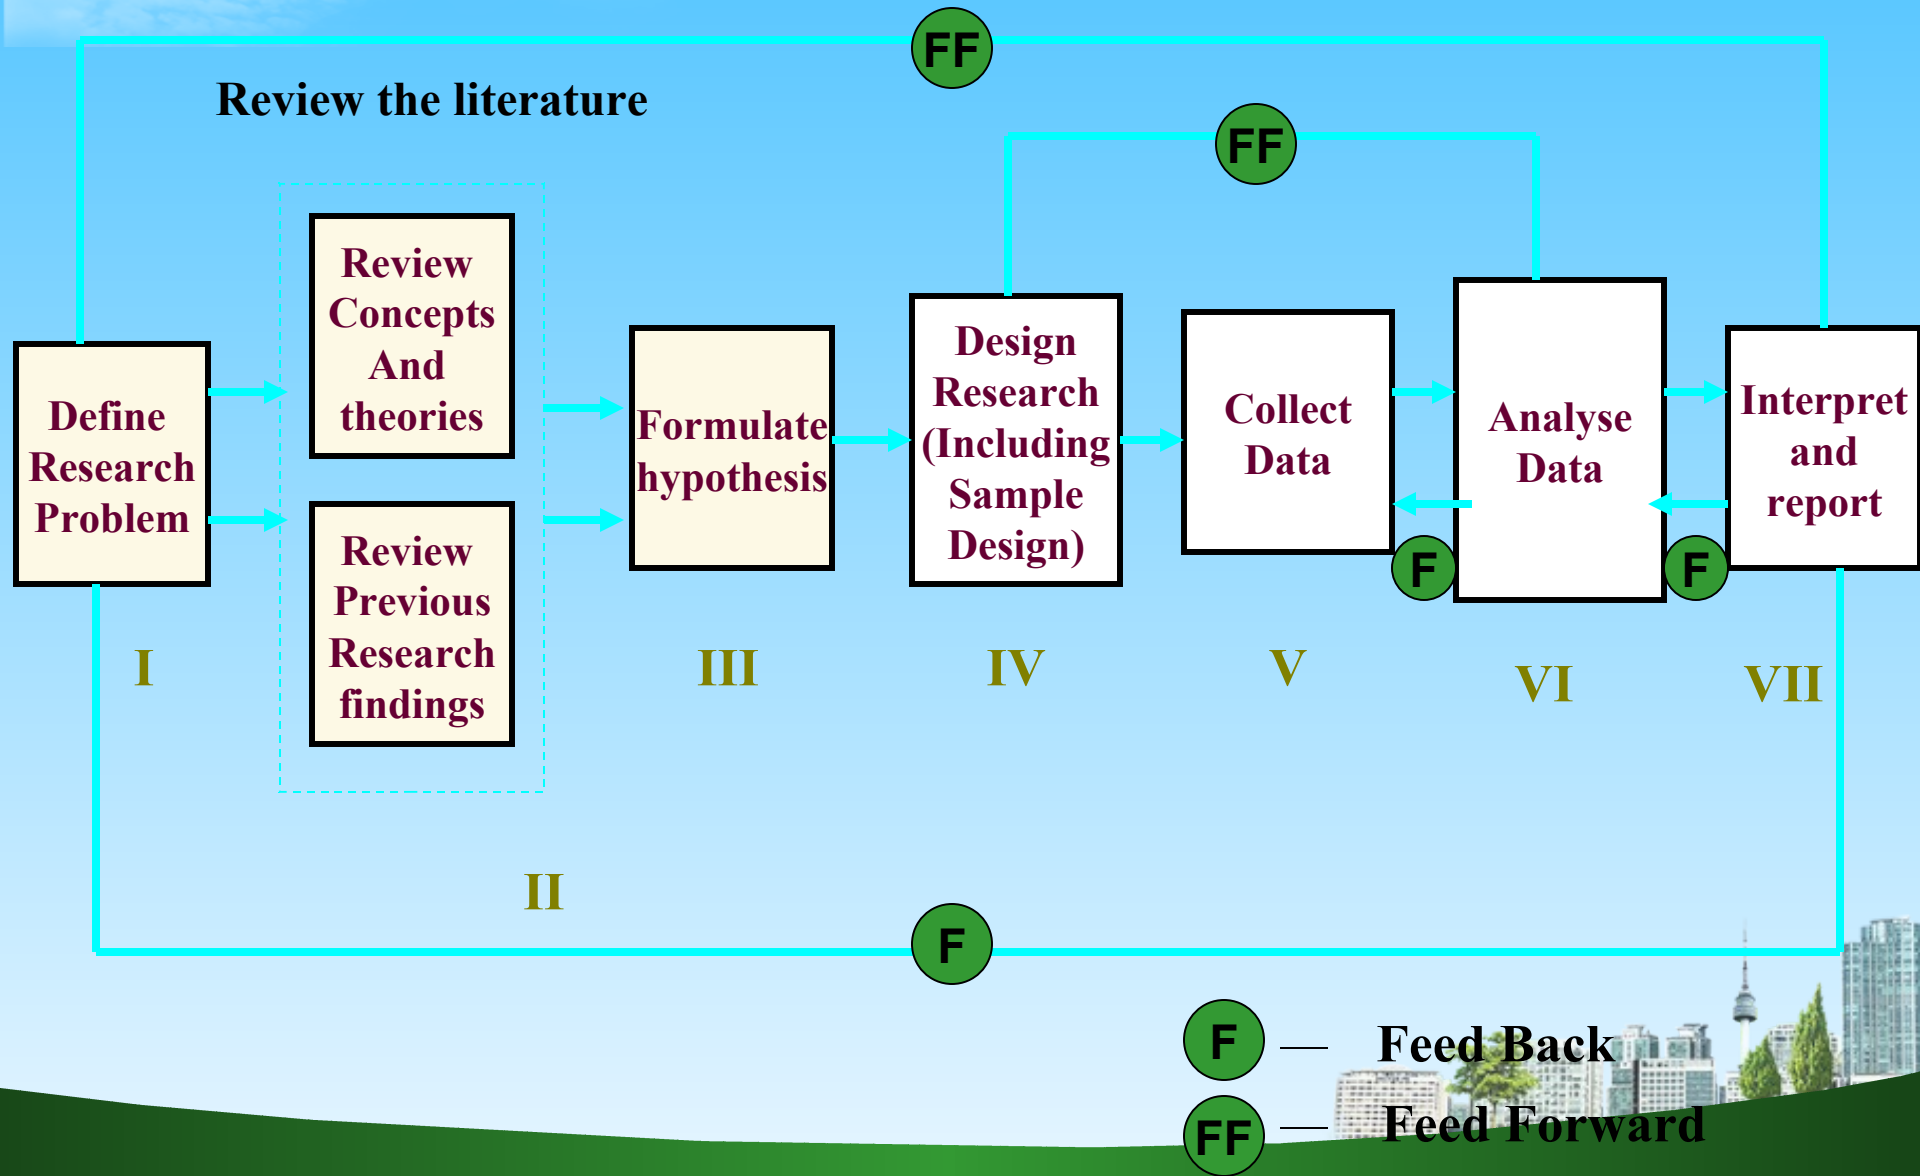 FF
Review the literature
FF
Define
Research
Problem
Review
Concepts
And
theories
Review
Previous
Research
findings
Formulate
hypothesis
Design
Research
(Including
Sample
Design)
Collect
Data
Analyse
Data
Interpret
and
report
F
F
I
II
III
IV
V
VI
VII
F
F — Feed Back
FF — Feed Forward